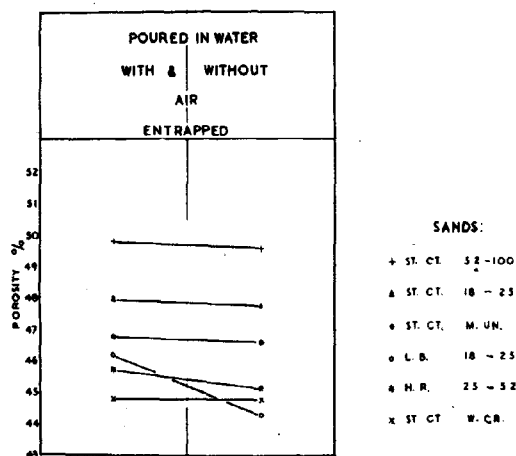 POURED IN WATER
WITH & WITHOUT
AIR
ENTRAPPED
POROSITY %
52
51
50
49
48
47
46
45
44
43
SANDS:
+ ST. CT. 52-100
ST. CT. 18 - 25
ST. CT. M. UN.
o L. B. 18 - 25
H. R. 25 - 52
x ST CT W. GR.